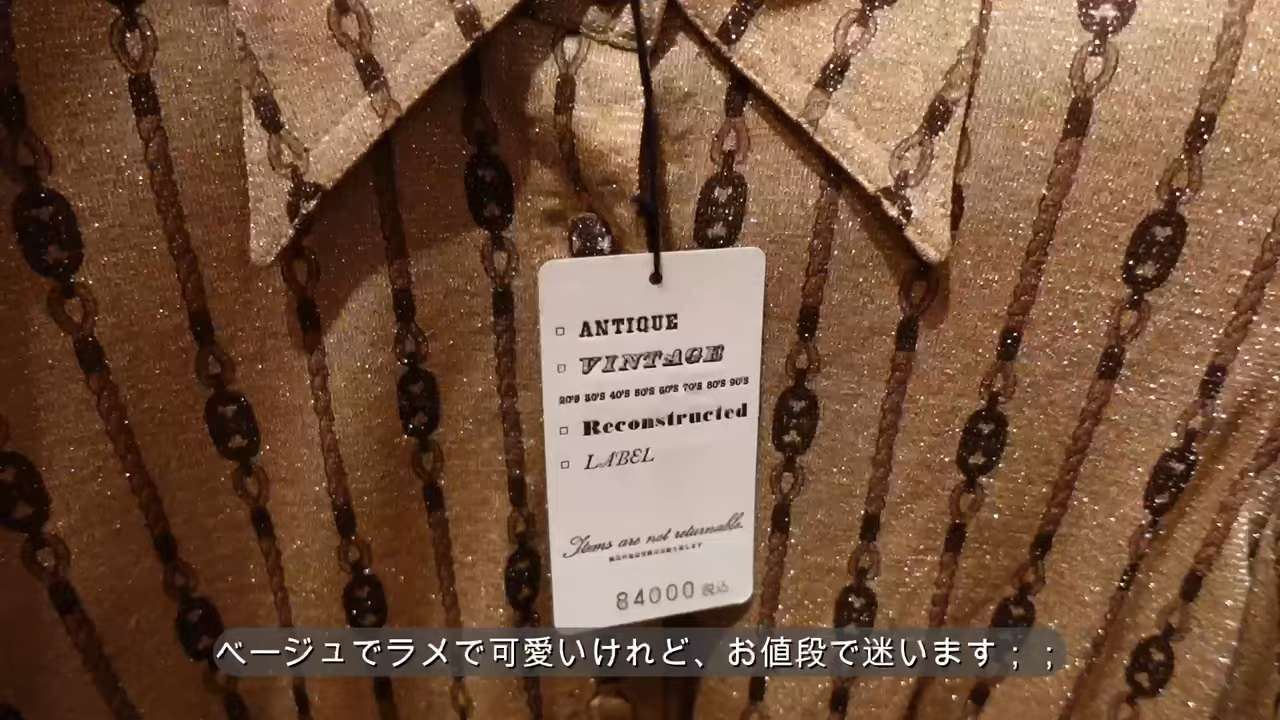 ANTIQUE
VINTAGE
20'S 30'S 40'S 50'S 60'S 70'S 80'S 90'S
Reconstructed
LABEL
Items are not returnable.
84000 税込
ベージュでラメで可愛いけれど、お値段で迷います；；